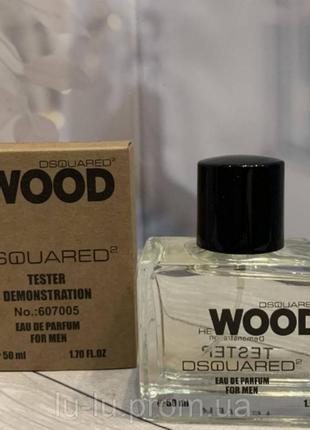 DSQUARED²
WOOD
DSQUARED²
TESTER
DEMONSTRATION
No.:607005
EAU DE PARFUM
FOR MEN
50 ml 1.70 FL.OZ
DSQUARED
WOOD
TESTER
DSQUARED²
EAU DE PARFUM
FOR MEN
lu-lu.prom.ua